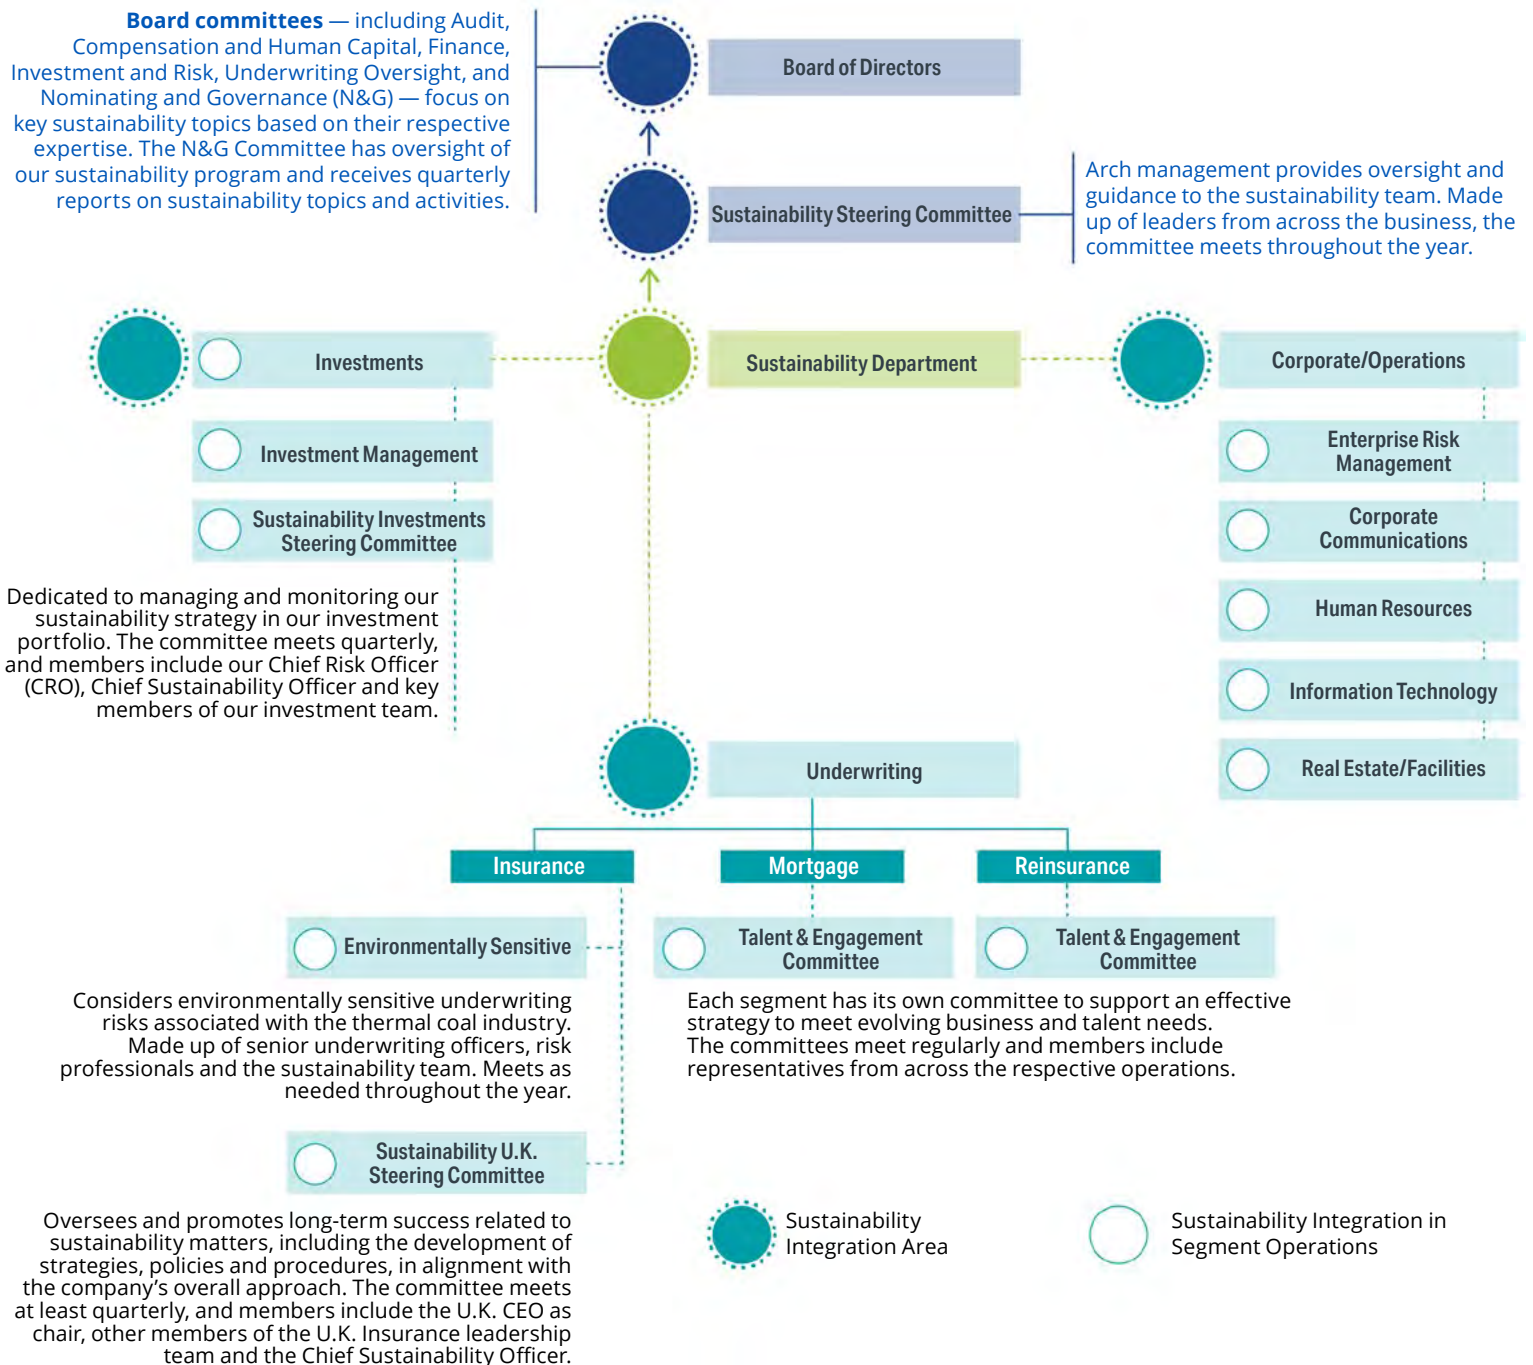 Board committees — including Audit,
Compensation and Human Capital, Finance,
Investment and Risk, Underwriting Oversight, and
Nominating and Governance (N&G) — focus on
key sustainability topics based on their respective
expertise. The N&G Committee has oversight of
our sustainability program and receives quarterly
reports on sustainability topics and activities.
Board of Directors
Sustainability Steering Committee
Arch management provides oversight and
guidance to the sustainability team. Made
up of leaders from across the business, the
committee meets throughout the year.
Investments
Sustainability Department
Corporate/Operations
Investment Management
Sustainability Investments
Steering Committee
Dedicated to managing and monitoring our
sustainability strategy in our investment
portfolio. The committee meets quarterly,
and members include our Chief Risk Officer
(CRO), Chief Sustainability Officer and key
members of our investment team.
Enterprise Risk
Management
Corporate
Communications
Human Resources
Information Technology
Real Estate/Facilities
Underwriting
Insurance
Mortgage
Reinsurance
Environmentally Sensitive
Considers environmentally sensitive underwriting
risks associated with the thermal coal industry.
Made up of senior underwriting officers, risk
professionals and the sustainability team. Meets as
needed throughout the year.
Talent & Engagement
Committee
Talent & Engagement
Committee
Each segment has its own committee to support an effective
strategy to meet evolving business and talent needs.
The committees meet regularly and members include
representatives from across the respective operations.
Sustainability U.K.
Steering Committee
Oversees and promotes long-term success related to
sustainability matters, including the development of
strategies, policies and procedures, in alignment with
the company’s overall approach. The committee meets
at least quarterly, and members include the U.K. CEO as
chair, other members of the U.K. Insurance leadership
team and the Chief Sustainability Officer.
Sustainability
Integration Area
Sustainability Integration in
Segment Operations